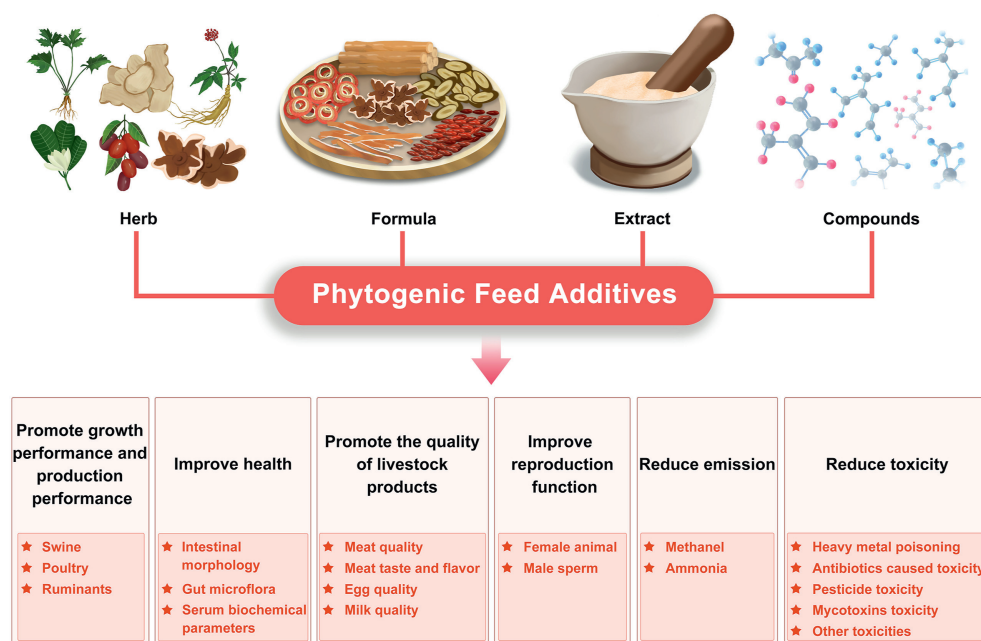 Herb
Formula
Extract
Compounds
Phytogenic Feed Additives
Promote growth
performance and
production
performance
Swine
Poultry
Ruminants
Improve health
Intestinal
morphology
Gut microflora
Serum biochemical
parameters
Promote the quality
of livestock
products
Meat quality
Meat taste and flavor
Egg quality
Milk quality
Improve
reproduction
function
Female animal
Male sperm
Reduce emission
Methanel
Ammonia
Reduce toxicity
Heavy metal poisoning
Antibiotics caused toxicity
Pesticide toxicity
Mycotoxins toxicity
Other toxicities